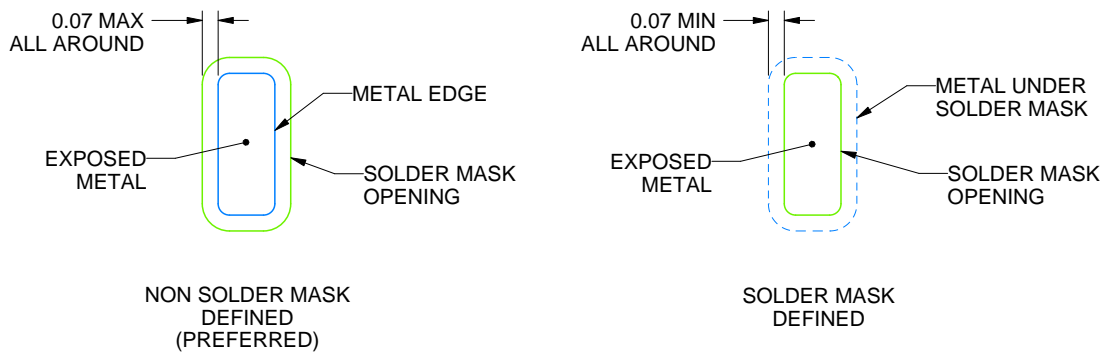 0.07 MAX
ALL AROUND
METAL EDGE
EXPOSED
METAL
SOLDER MASK
OPENING
NON SOLDER MASK
DEFINED
(PREFERRED)
0.07 MIN
ALL AROUND
METAL UNDER
SOLDER MASK
EXPOSED
METAL
SOLDER MASK
OPENING
SOLDER MASK
DEFINED